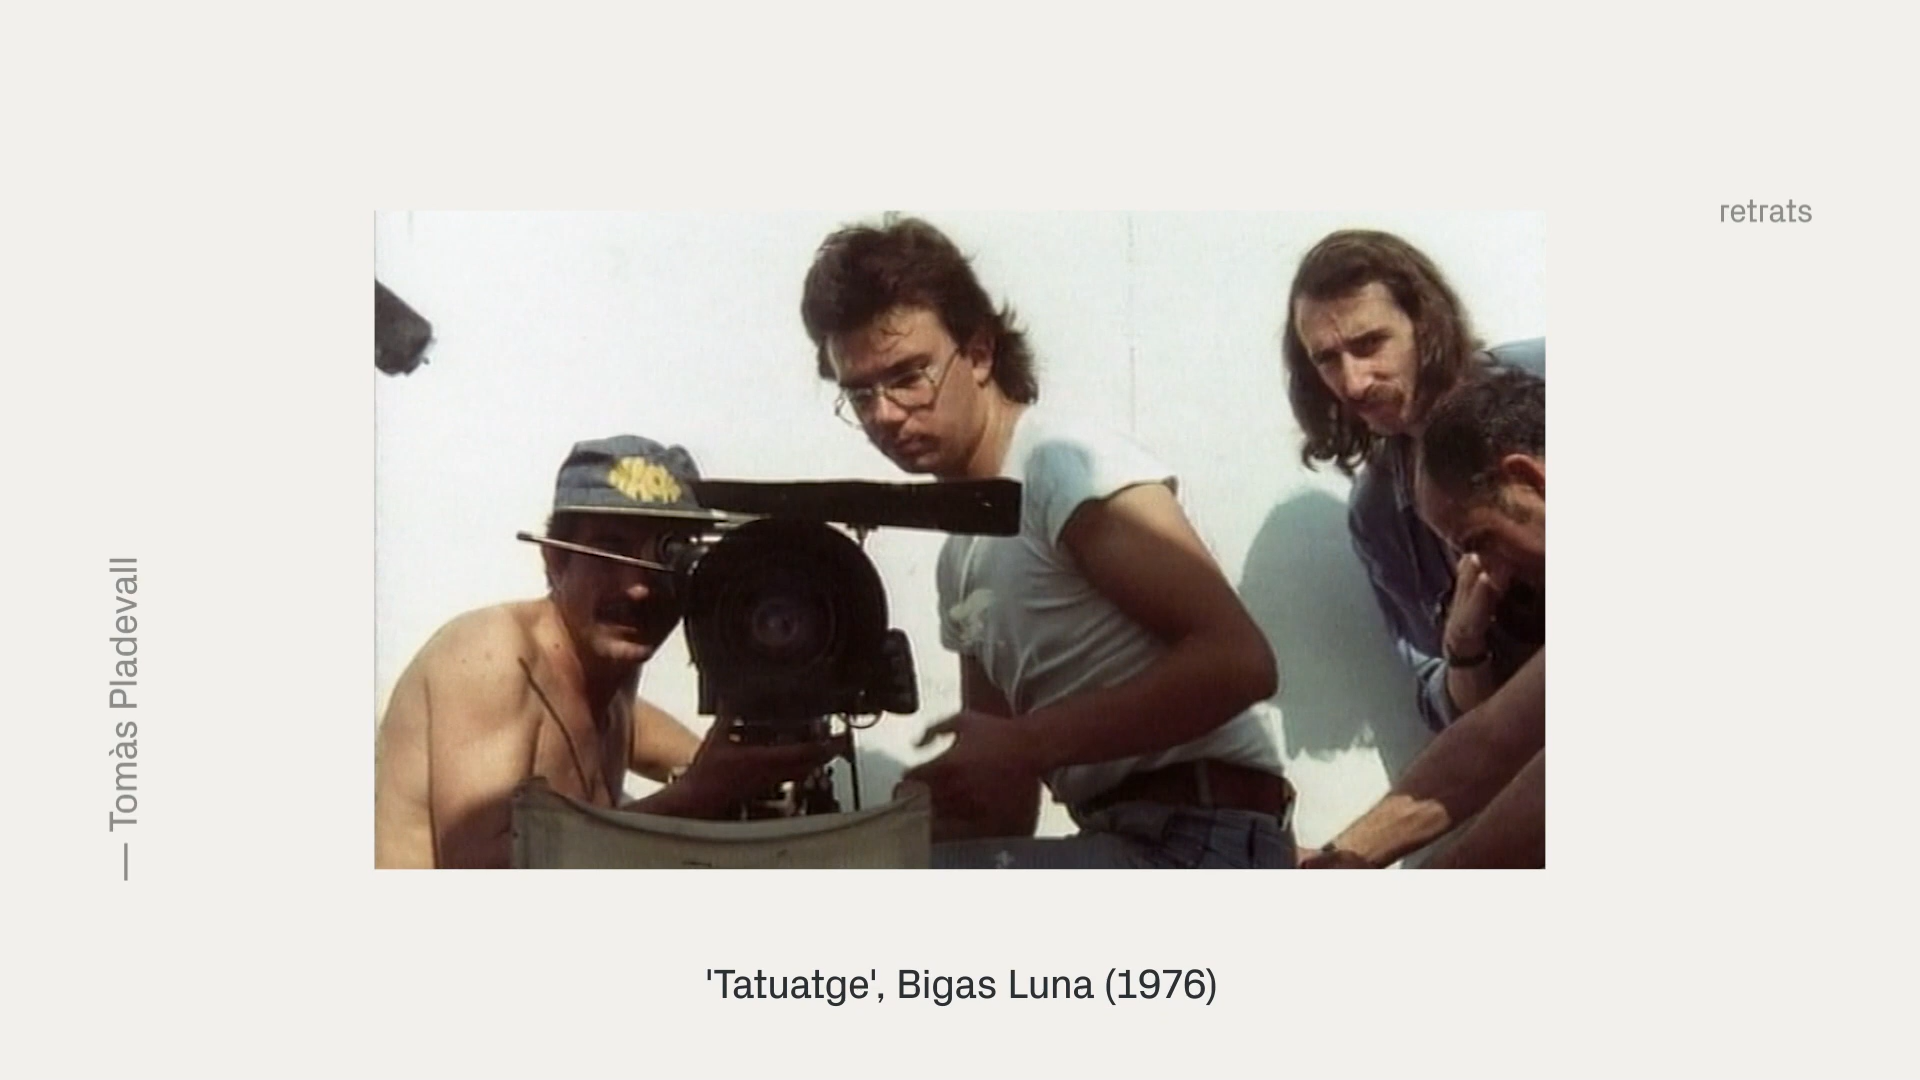 retrats
— Tomàs Pladevall
'Tatuatge', Bigas Luna (1976)